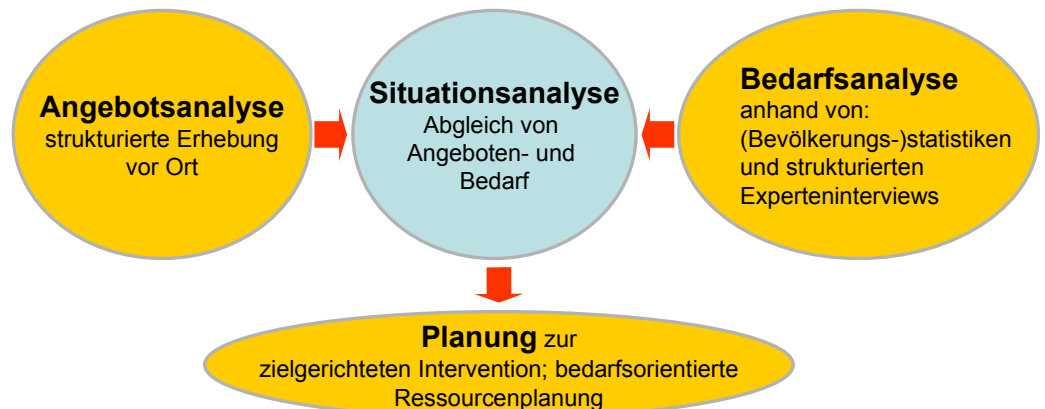 Angebotsanalyse
strukturierte Erhebung
vor Ort
Situationsanalyse
Abgleich von
Angeboten- und
Bedarf
Bedarfsanalyse
anhand von:
(Bevölkerungs-)statistiken
und strukturierten
Experteninterviews
Planung zur
zielgerichteten Intervention; bedarfsorientierte
Ressourcenplanung